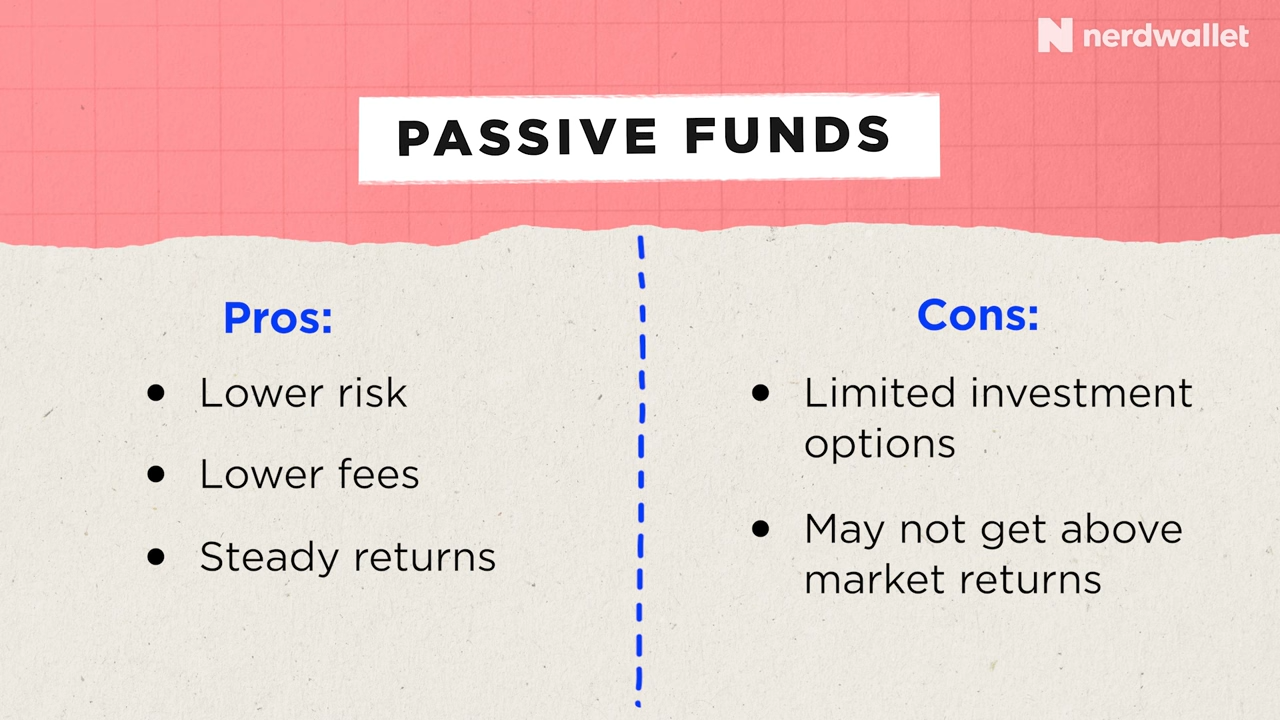 nerdwallet
PASSIVE FUNDS
Pros:
• Lower risk
• Lower fees
• Steady returns
Cons:
• Limited investment
options
• May not get above
market returns